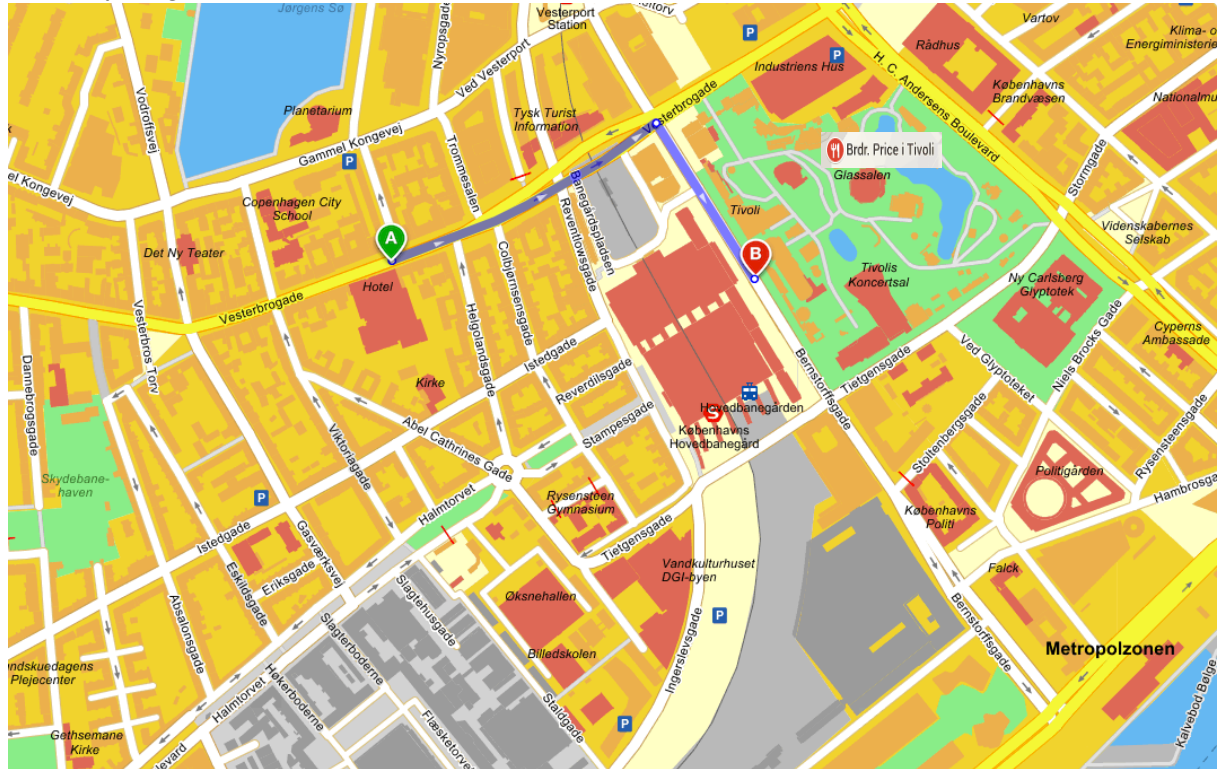 Jørgens Sø
Vesterport
Station
Vartov
Klima- o
Energiministerie
Rådhus
Nyropsgade
Ved Vesterport
Industriens Hus
H. C. Andersens Boulevard
Københavns
Brandvæsen
Nationalmu
Vodroffsvej
Planetarium
Tysk Turist
Information
Vesterbrogade
Gammel Kongevej
Trommesalen
Brdr. Price i Tivoli
Glassalen
Stormgade
el Kongevej
Banegårdspladsen
Copenhagen City
School
Tivoli
Reventlowsgade
Videnskabernes
Selskab
A
Det Ny Teater
B
Colbjørnsensgade
Tivolis
Koncertsal
Ny Carlsberg
Glyptotek
Hotel
Vesterbrogade
Helgolandsgade
Vesterbros Torv
Niels Brocks Gade
Cyperns
Ambassade
Istedgade
Bernstorffsgade
Ved Glyptoteket
Tietgensgade
Dannebrogsgade
Kirke
Reverdilsgade
Hovedbanegården
S
Københavns
Hovedbanegård
Stampesgade
Abel Cathrines Gade
Viktoriagade
Stoltenbergsgade
Rysensteensgade
Politigården
Skydebane-
haven
Rysensteen
Gymnasium
Halmtorvet
Hambrosga
Københavns
Politi
Istedgade
Gasværksvej
Tietgensgade
Vandkulturhuset
DGI-byen
Falck
Eriksgade
Eskildsgade
Slagtehusgade
Øksnehallen
Absalonsgade
Bernstorffsgade
Slagterboderne
Ingerslevsgade
Billedskolen
Metropolzonen
ndskuedagens
Plejecenter
Halmtorvet
Høkerboderne
Staldgade
Kalvebod Bølge
Flæsketorvet
Gethsemane
Kirke
levard
P
P
P
P
P
P